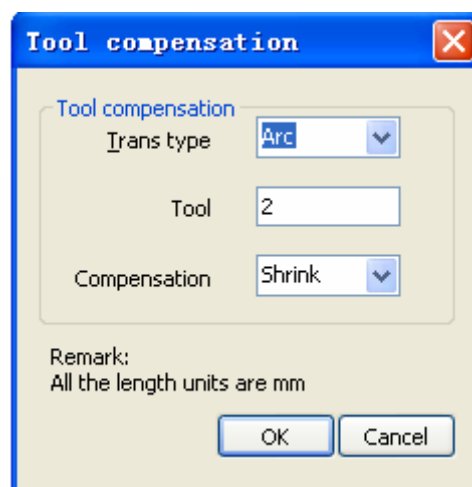 Tool compensation
Tool compensation
Trans type Arc
Tool 2
Compensation Shrink
Remark:
All the length units are mm
OK Cancel